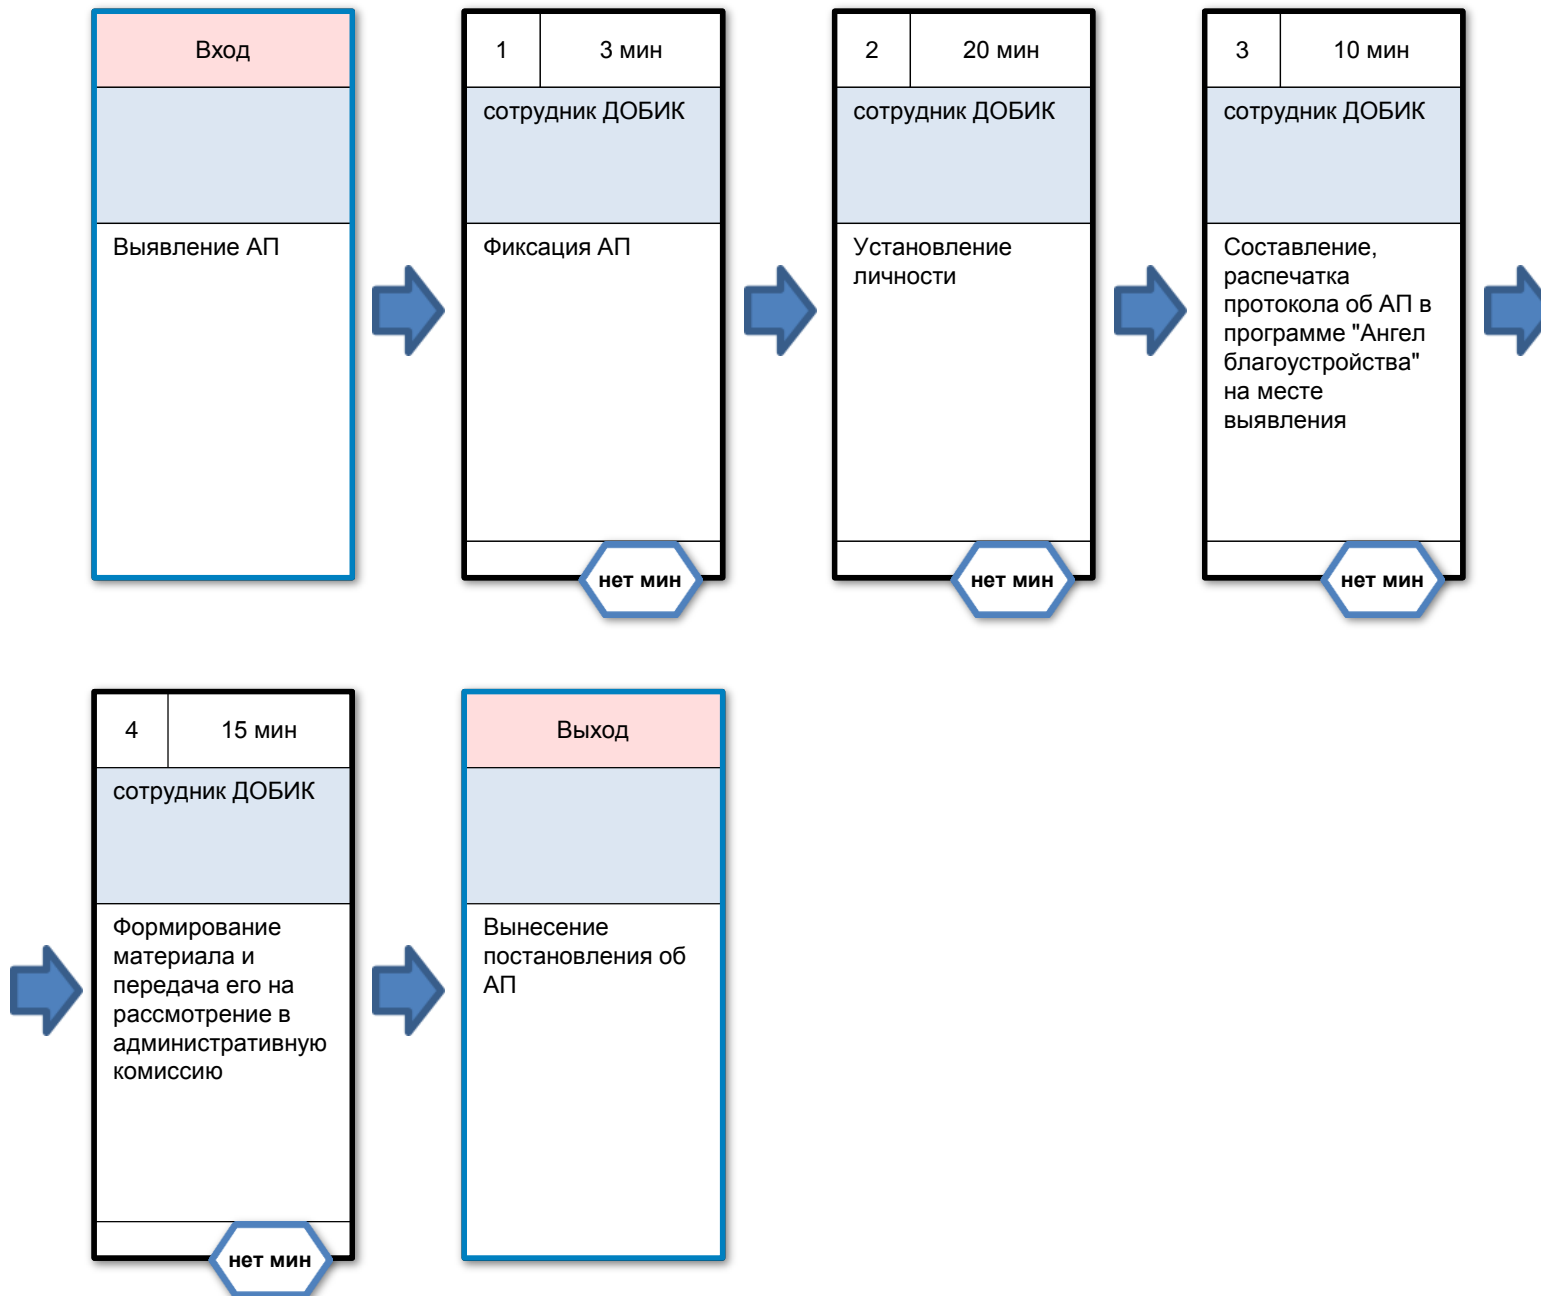 Вход
Выявление АП
1
3 мин
сотрудник ДОБИК
Фиксация АП
нет мин
2
20 мин
сотрудник ДОБИК
Установление
личности
нет мин
3
10 мин
сотрудник ДОБИК
Составление,
распечатка
протокола об АП в
программе "Ангел
благоустройства"
на месте
выявления
нет мин
4
15 мин
сотрудник ДОБИК
Формирование
материала и
передача его на
рассмотрение в
административную
комиссию
нет мин
Выход
Вынесение
постановления об
АП